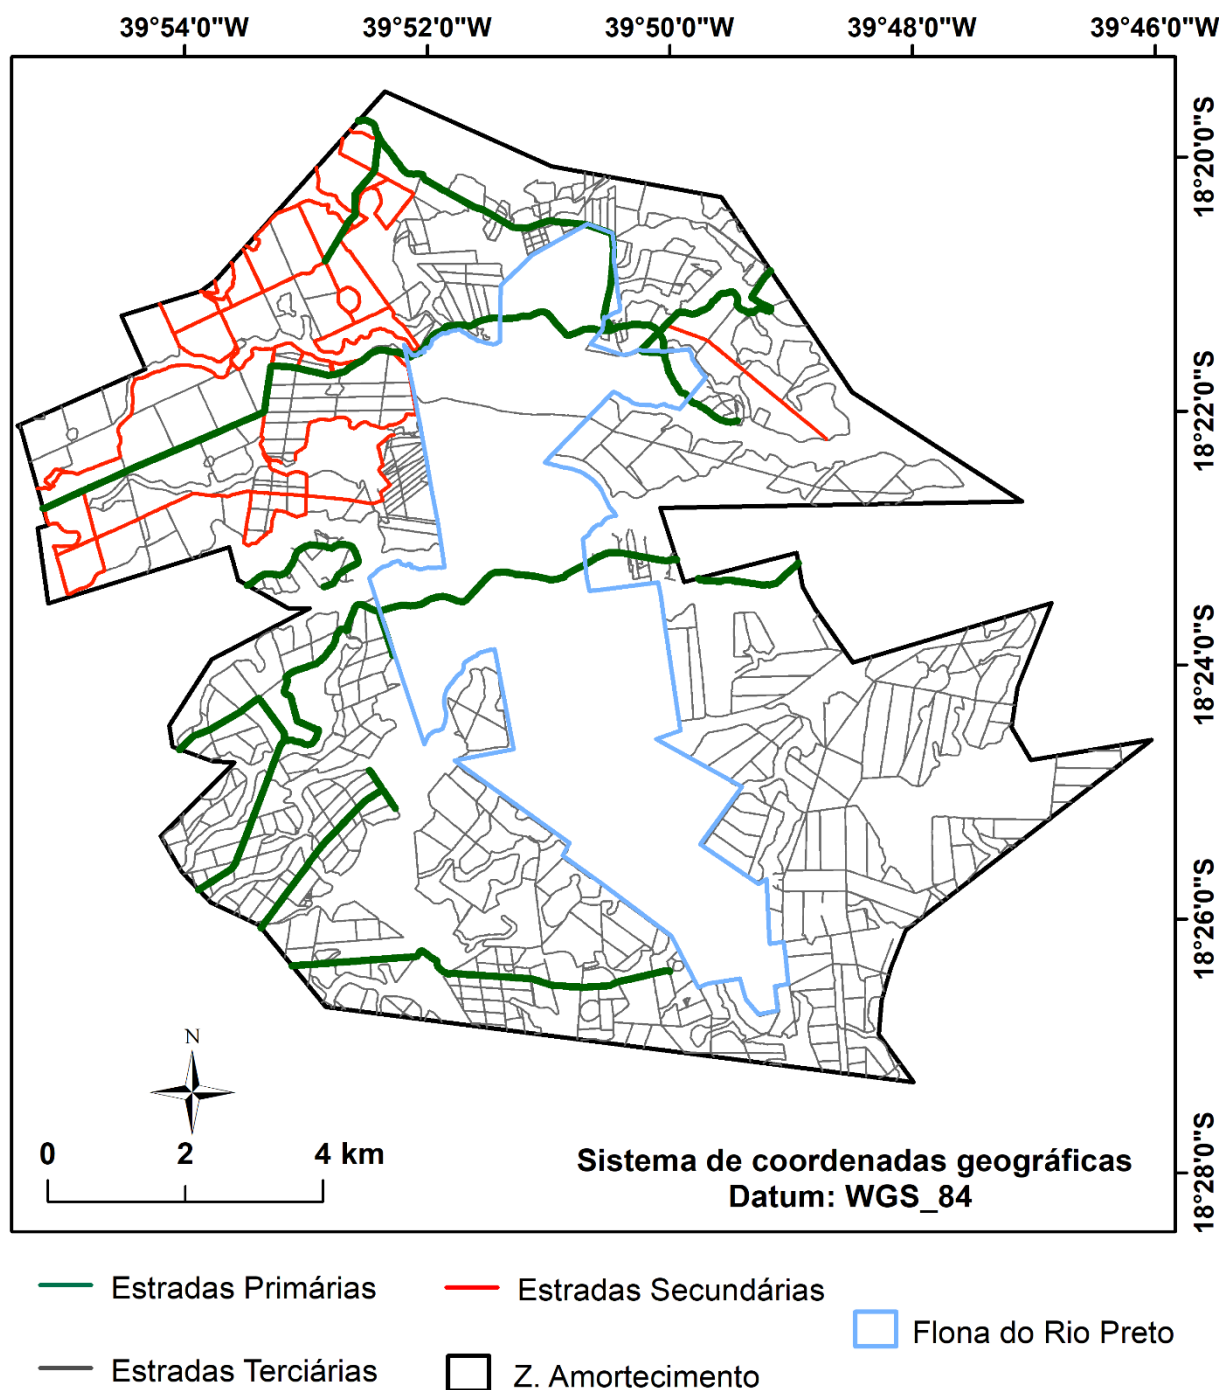 39°54'0"W 39°52'0"W 39°50'0"W 39°48'0"W 39°46'0"W
18°20'0"S
18°22'0"S
18°24'0"S
18°26'0"S
18°28'0"S
N
0 2 4 km
Sistema de coordenadas geográficas
Datum: WGS_84
Estradas Primárias
Estradas Secundárias
Flona do Rio Preto
Estradas Terciárias
Z. Amortecimento